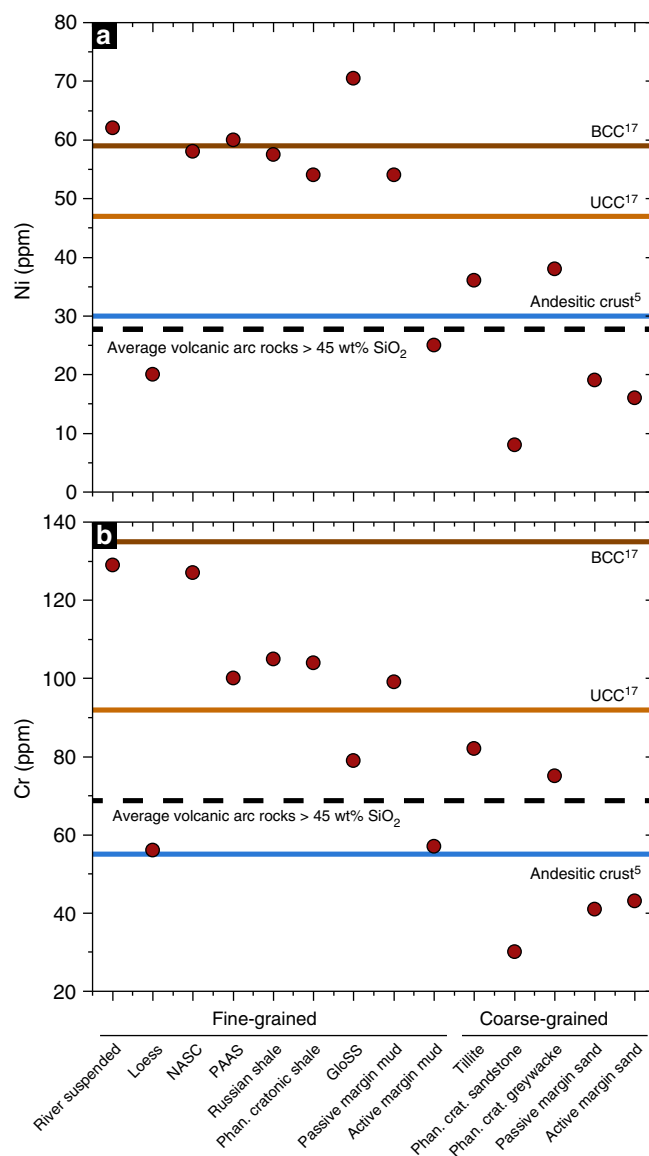 a
80
70
60
50
40
30
20
10
0
Ni (ppm)
BCC¹⁷
UCC¹⁷
Andesitic crust⁵
Average volcanic arc rocks > 45 wt% SiO₂
b
140
120
100
80
60
40
20
Cr (ppm)
BCC¹⁷
UCC¹⁷
Average volcanic arc rocks > 45 wt% SiO₂
Andesitic crust⁵
Fine-grained
Coarse-grained
River suspended
Loess
NASC
PAAS
Russian shale
Phan. cratonic shale
GloSS
Passive margin mud
Active margin mud
Tillite
Phan. crat. sandstone
Phan. crat. greywacke
Passive margin sand
Active margin sand